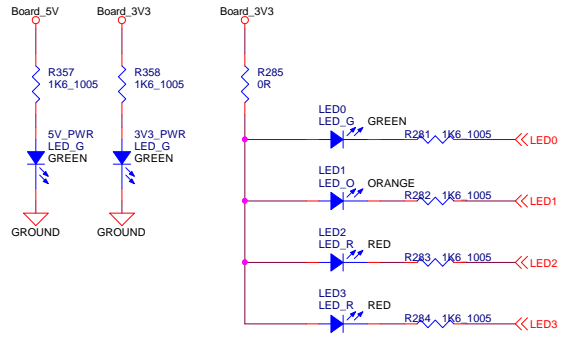 Board_5V
Board_3V3
Board_3V3
R357
1K6_1005
R358
1K6_1005
R285
0R
5V_PWR
LED_G
GREEN
3V3_PWR
LED_G
GREEN
GROUND
GROUND
LED0
LED_G GREEN
R281 1K6_1005
LED0
LED1
LED_O ORANGE
R282 1K6_1005
LED1
LED2
LED_R RED
R283 1K6_1005
LED2
LED3
LED_R RED
R284 1K6_1005
LED3